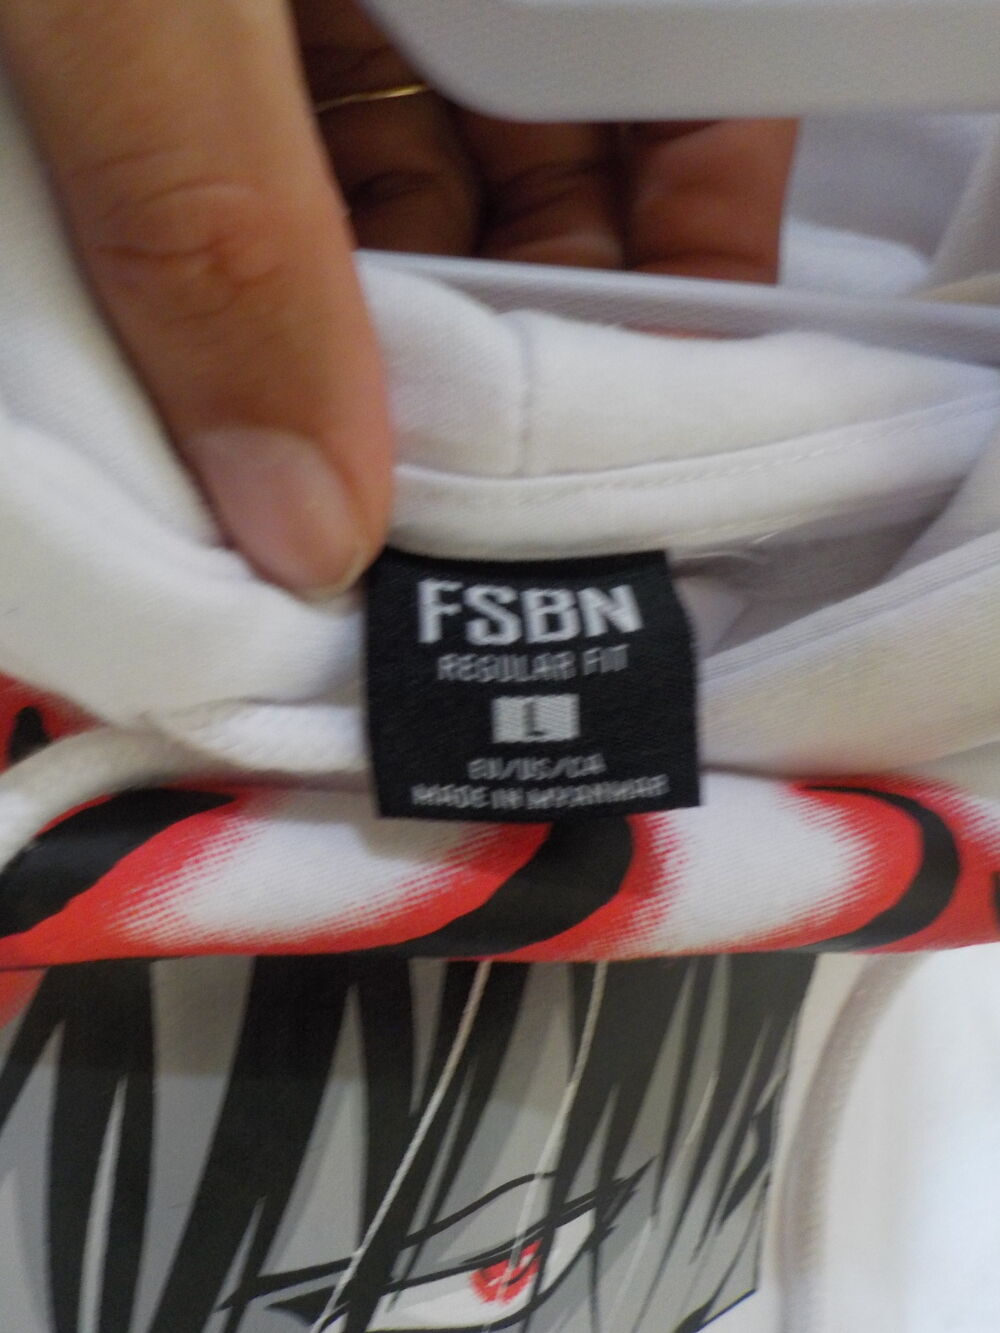 FSBN
REGULAR FIT
L
EU/US/CA
MADE IN MYANMAR